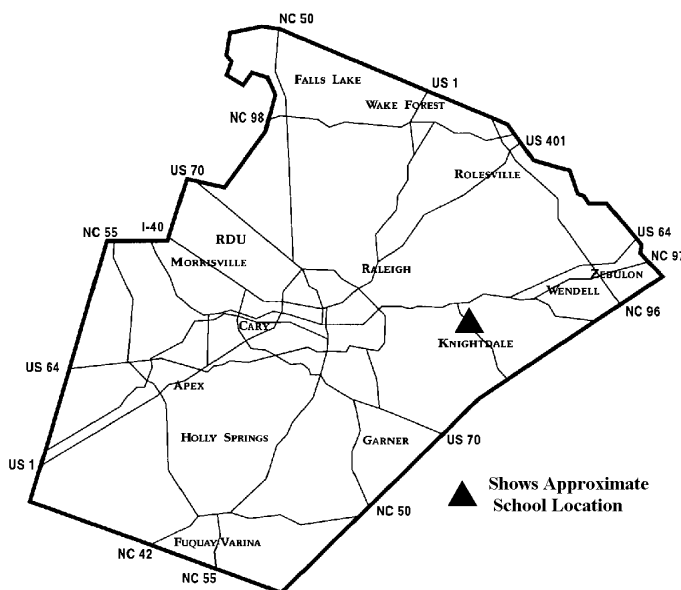 NC 50
FALLS LAKE
US 1
WAKE FOREST
NC 98
US 401
US 70
ROLESVILLE
I-40
NC 55
RDU
US 64
MORRISVILLE
RALEIGH
NC 97
ZEBULON
WENDELL
NC 96
CARY
KNIGHTDALE
US 64
APEX
HOLLY SPRINGS
GARNER
US 70
US 1
Shows Approximate
School Location
NC 50
FUQUAY-VARINA
NC 42
NC 55